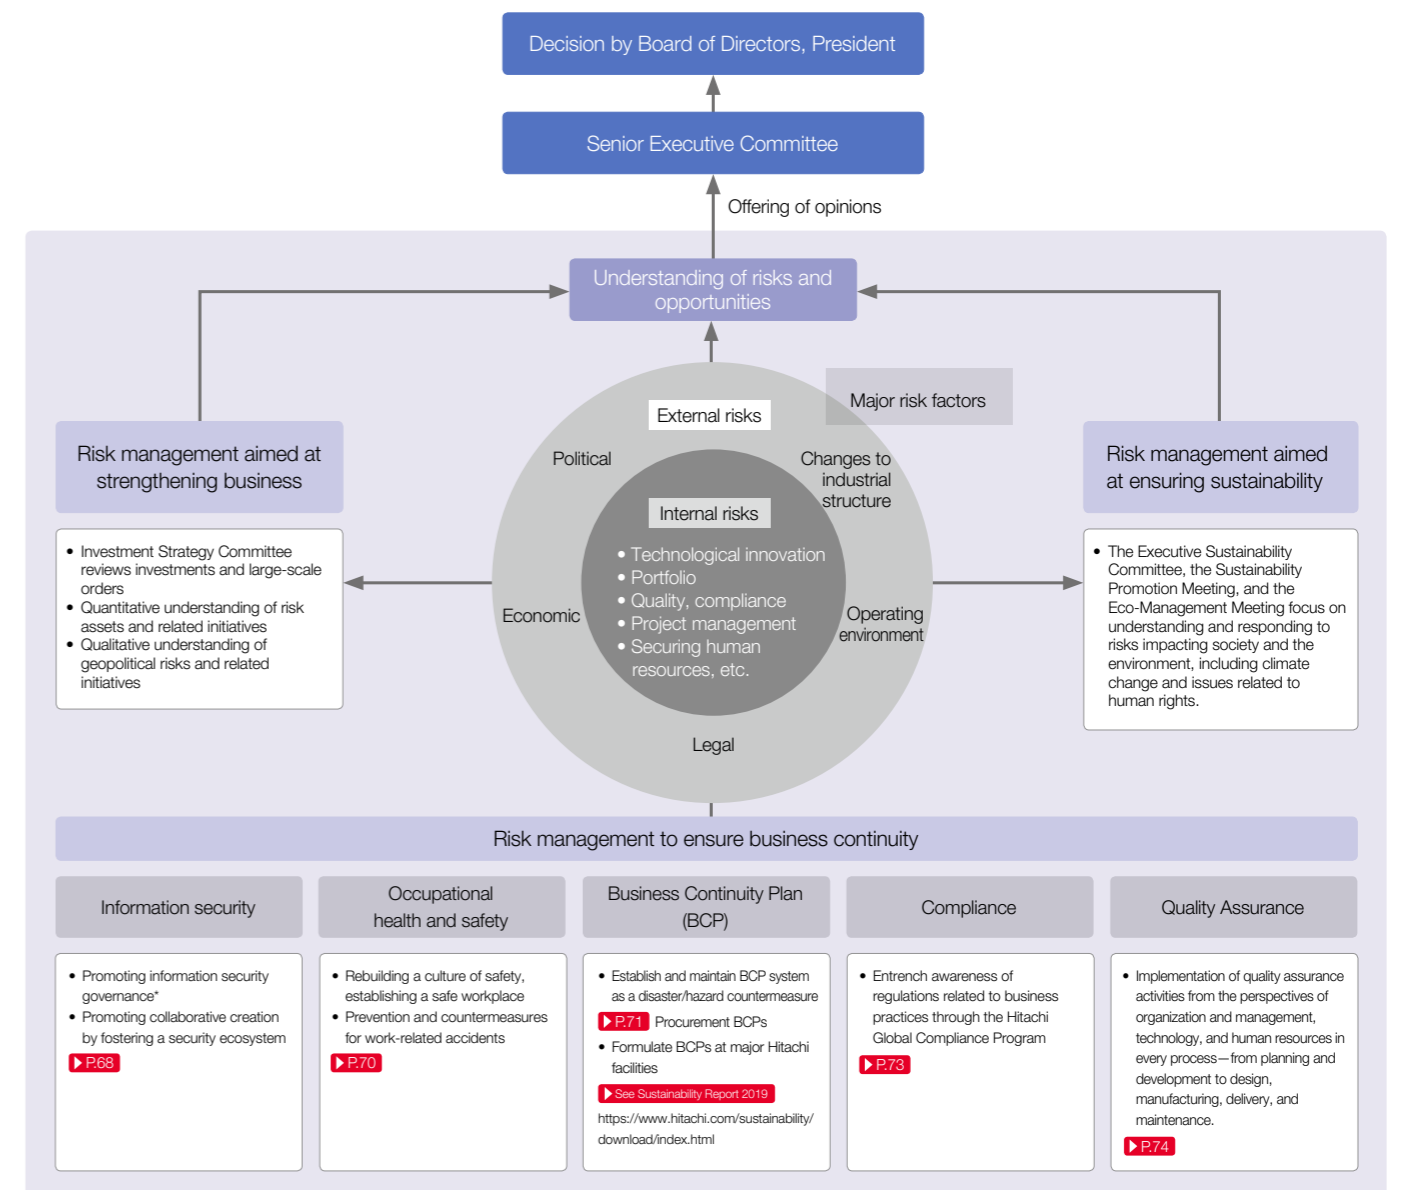 Decision by Board of Directors, President
Senior Executive Committee
Offering of opinions
Understanding of risks and
opportunities
Major risk factors
External risks
Political
Changes to
industrial
structure
Economic
Operating
environment
Legal
Internal risks
• Technological innovation
• Portfolio
• Quality, compliance
• Project management
• Securing human
resources, etc.
Risk management aimed at
strengthening business
• Investment Strategy Committee
reviews investments and large-scale
orders
• Quantitative understanding of risk
assets and related initiatives
• Qualitative understanding of
geopolitical risks and related
initiatives
Risk management aimed
at ensuring sustainability
• The Executive Sustainability
Committee, the Sustainability
Promotion Meeting, and the
Eco-Management Meeting focus on
understanding and responding to
risks impacting society and the
environment, including climate
change and issues related to
human rights.
Risk management to ensure business continuity
Information security
• Promoting information security
governance*
• Promoting collaborative creation
by fostering a security ecosystem
P.68
Occupational
health and safety
• Rebuilding a culture of safety,
establishing a safe workplace
• Prevention and countermeasures
for work-related accidents
P.70
Business Continuity Plan
(BCP)
• Establish and maintain BCP system
as a disaster/hazard countermeasure
P.71 Procurement BCPs
• Formulate BCPs at major Hitachi
facilities
See Sustainability Report 2019
https://www.hitachi.com/sustainability/
download/index.html
Compliance
• Entrench awareness of
regulations related to business
practices through the Hitachi
Global Compliance Program
P.73
Quality Assurance
• Implementation of quality assurance
activities from the perspectives of
organization and management,
technology, and human resources in
every process—from planning and
development to design,
manufacturing, delivery, and
maintenance.
P.74